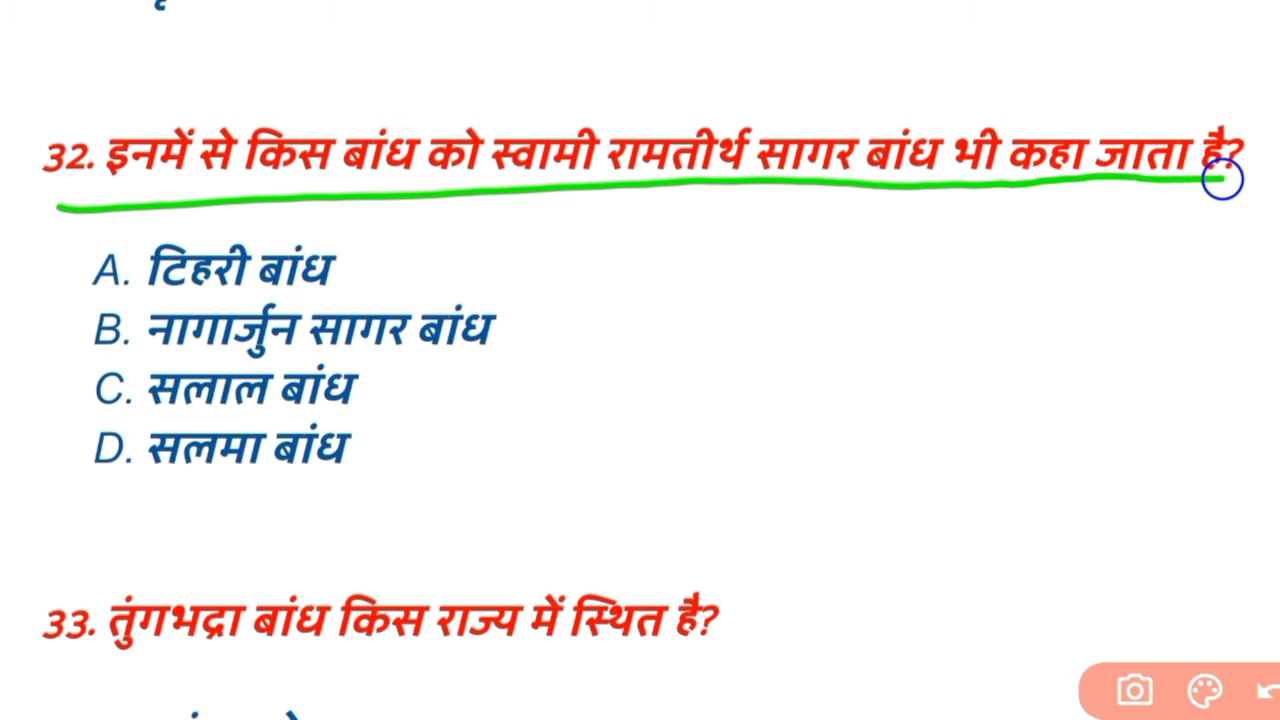 32. इनमें से किस बांध को स्वामी रामतीर्थ सागर बांध भी कहा जाता है?
A. टिहरी बांध
B. नागार्जुन सागर बांध
C. सलाल बांध
D. सलमा बांध
33. तुंगभद्रा बांध किस राज्य में स्थित है?